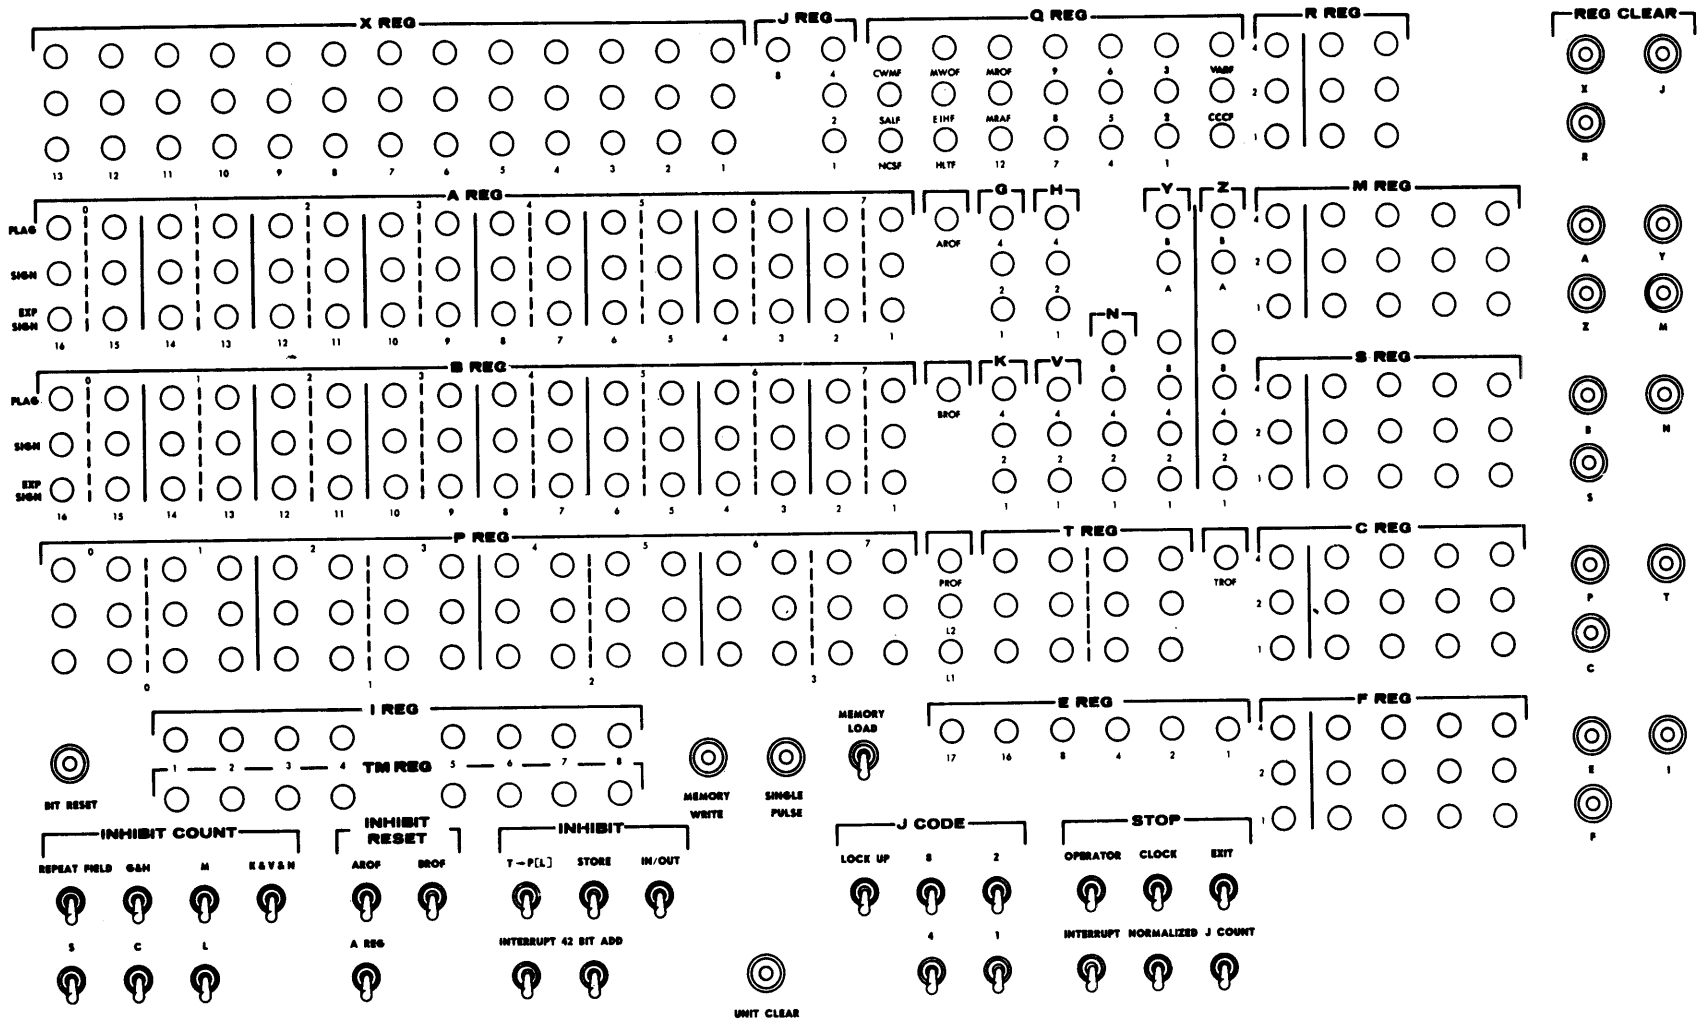 X REG J REG Q REG R REG REG CLEAR
8 4 CWMF MWOF MROF 9 6 3 VARF 4 X J
2 SALF EIHF MRAF 8 5 2 CCCF 2
13 12 11 10 9 8 7 6 5 4 3 2 1 1 NCSF HLTF 12 7 4 1 1 R
A REG G H Y Z M REG
0 1 2 3 4 5 6 7
FLAG AROF 4 4 B B 4 A Y
SIGN 2 2 A A 2
EXP SIGN 1 1 1 Z M
16 15 14 13 12 11 10 9 8 7 6 5 4 3 2 1
N
B REG K V 8 8 8 S REG
0 1 2 3 4 5 6 7
FLAG BROF 4 4 4 4 4 4 B N
SIGN 2 2 2 2 2 2
EXP SIGN 1 1 1 1 1 1 S
16 15 14 13 12 11 10 9 8 7 6 5 4 3 2 1
P REG T REG C REG
0 1 2 3 4 5 6 7
PROF TROF 4 P T
L2 2
L1 1 C
0 1 2 3
I REG MEMORY LOAD E REG F REG
1 2 3 4 TM REG 5 6 7 8 17 16 8 4 2 1 4 E I
BIT RESET MEMORY WRITE SINGLE PULSE 2
1 F
INHIBIT COUNT INHIBIT RESET INHIBIT J CODE STOP
REPEAT FIELD G&H M K&V&N AROF BROF T→P[L] STORE IN/OUT LOCK UP 8 2 OPERATOR CLOCK EXIT
S C L A REG INTERRUPT 42 BIT ADD 4 1 INTERRUPT NORMALIZED J COUNT
UNIT CLEAR